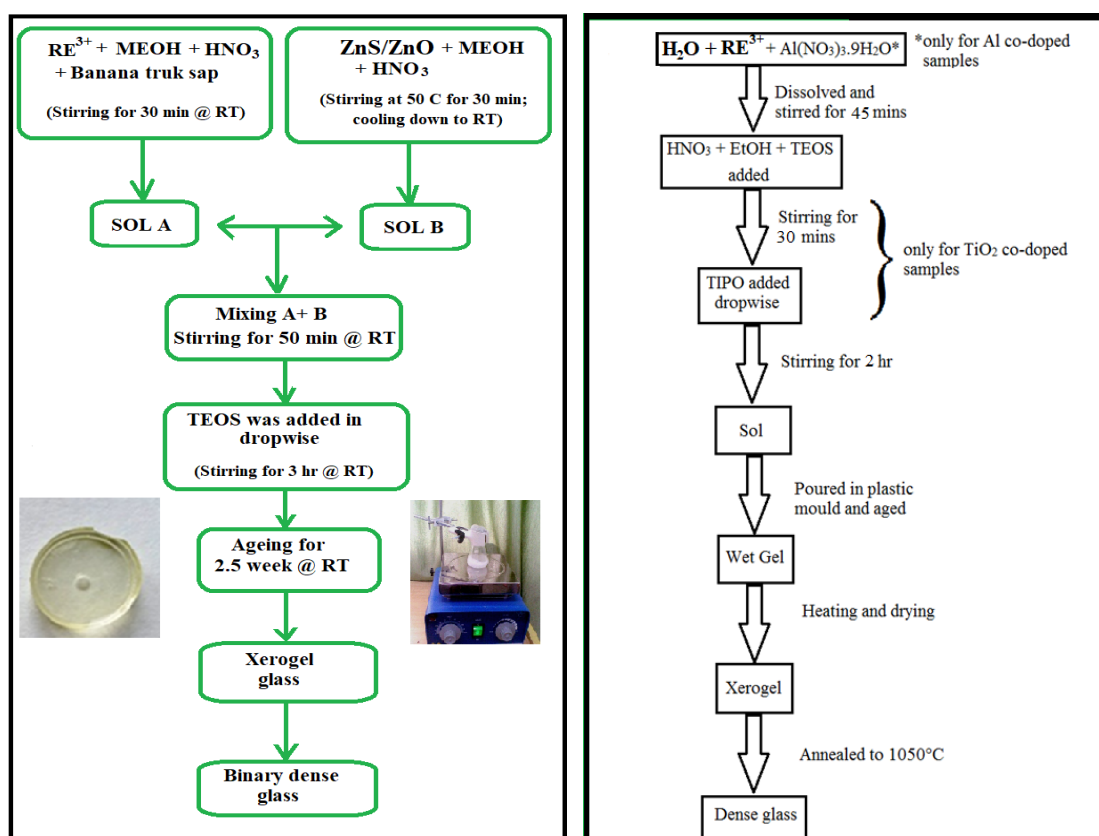 RE³⁺ + MEOH + HNO₃
+ Banana truk sap
(Stirring for 30 min @ RT)
ZnS/ZnO + MEOH
+ HNO₃
(Stirring at 50 C for 30 min;
cooling down to RT)
SOL A
SOL B
Mixing A+ B
Stirring for 50 min @ RT
TEOS was added in
dropwise
(Stirring for 3 hr @ RT)
Ageing for
2.5 week @ RT
Xerogel
glass
Binary dense
glass
H₂O + RE³⁺ + Al(NO₃)₃.9H₂O*
*only for Al co-doped
samples
Dissolved and
stirred for 45 mins
HNO₃ + EtOH + TEOS
added
Stirring for
30 mins
only for TiO₂ co-doped
samples
TIPO added
dropwise
Stirring for 2 hr
Sol
Poured in plastic
mould and aged
Wet Gel
Heating and drying
Xerogel
Annealed to 1050°C
Dense glass